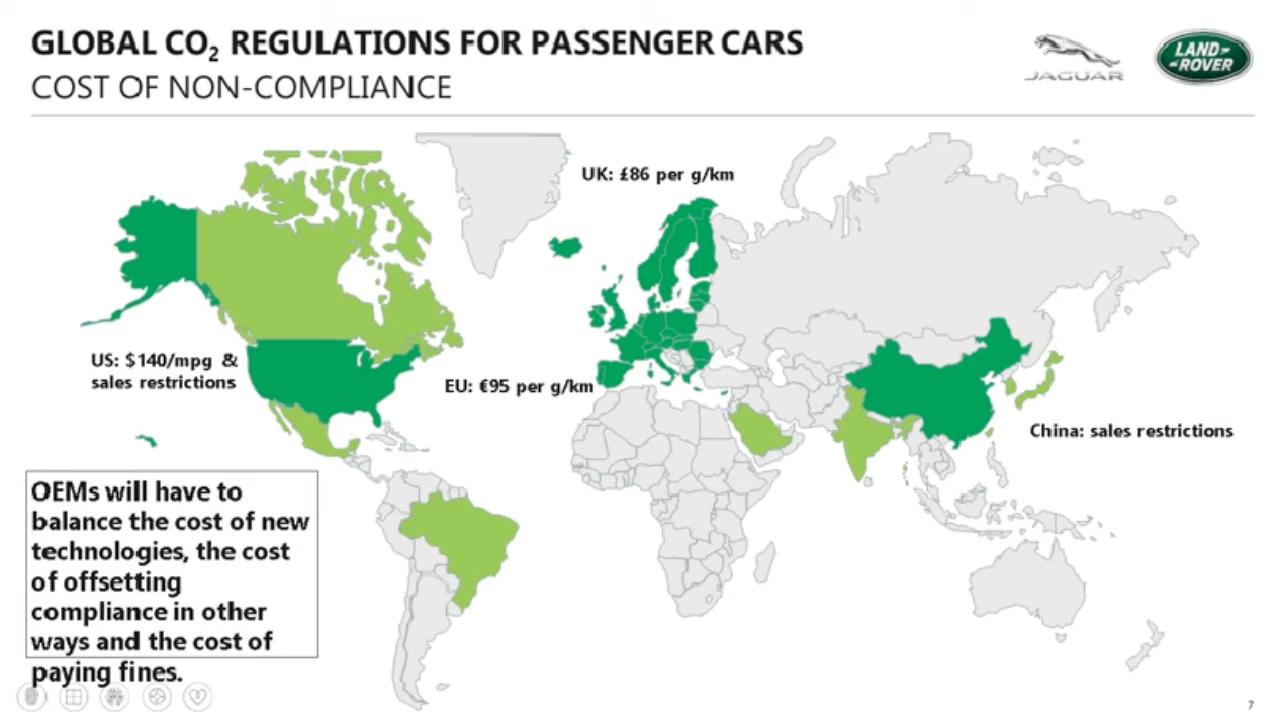 GLOBAL CO₂ REGULATIONS FOR PASSENGER CARS
COST OF NON-COMPLIANCE
JAGUAR
LAND-
-ROVER
UK: £86 per g/km
US: $140/mpg &
sales restrictions
EU: €95 per g/km
China: sales restrictions
OEMs will have to
balance the cost of new
technologies, the cost
of offsetting
compliance in other
ways and the cost of
paying fines.
7